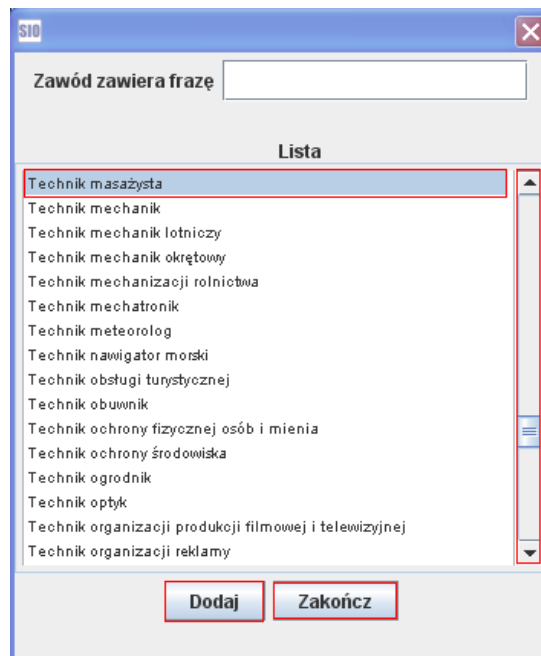 SIO
Zawód zawiera frazę
Lista
Technik masażysta
Technik mechanik
Technik mechanik lotniczy
Technik mechanik okrętowy
Technik mechanizacji rolnictwa
Technik mechatronik
Technik meteorolog
Technik nawigator morski
Technik obsługi turystycznej
Technik obuwnik
Technik ochrony fizycznej osób i mienia
Technik ochrony środowiska
Technik ogrodnik
Technik optyk
Technik organizacji produkcji filmowej i telewizyjnej
Technik organizacji reklamy
Dodaj Zakończ